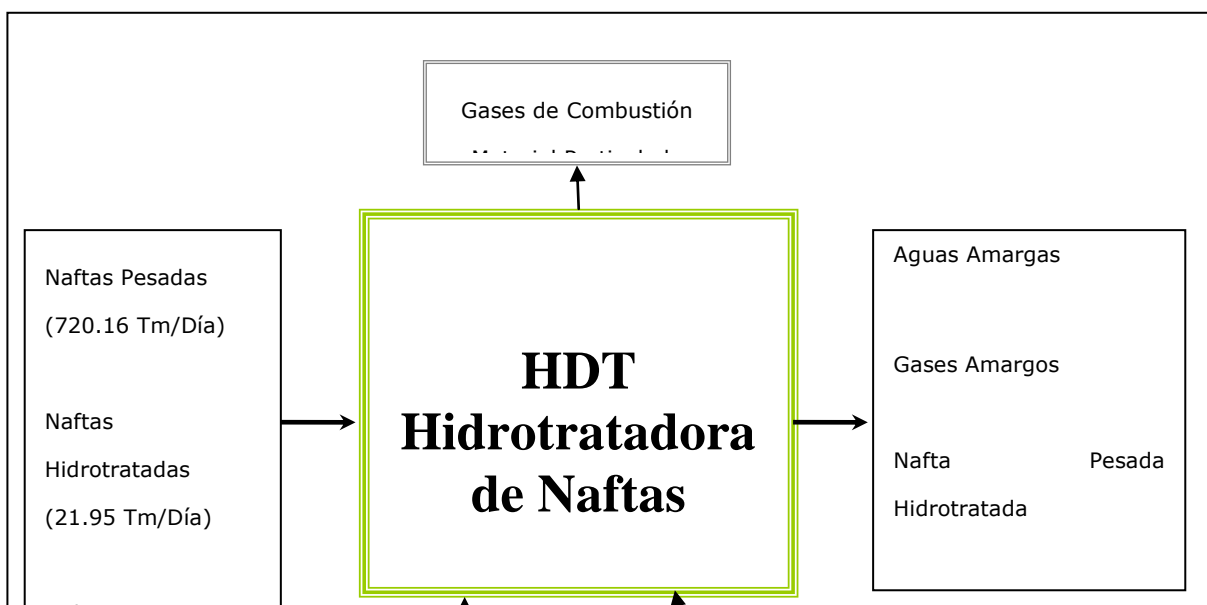 Gases de Combustión
Naftas Pesadas
(720.16 Tm/Día)
Naftas
Hidrotratadas
(21.95 Tm/Día)
HDT
Hidrotratadora
de Naftas
Aguas Amargas
Gases Amargos
Nafta Pesada
Hidrotratada